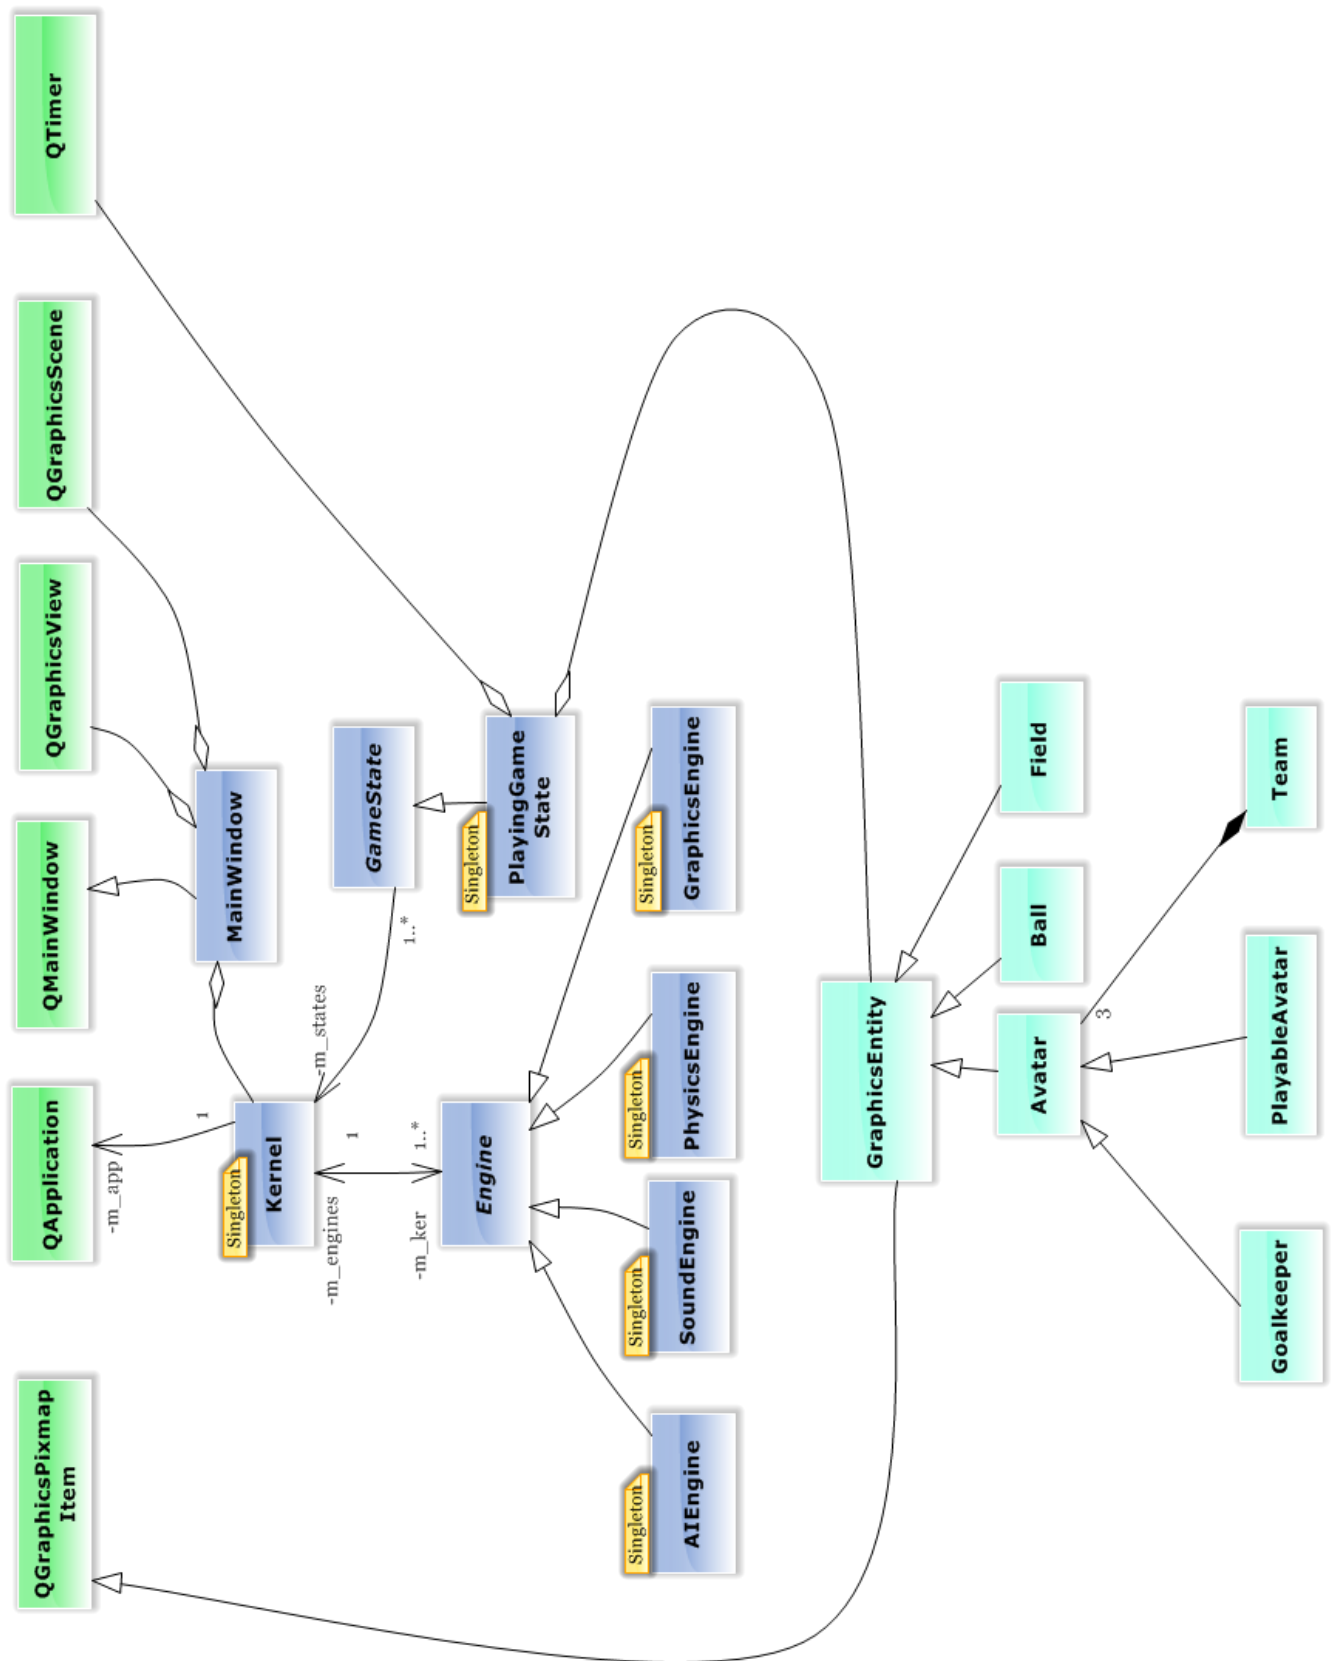 QGraphicsPixmap
Item
QApplication
QMainWindow
QGraphicsView
QGraphicsScene
QTimer
-m_app
1
Singleton
Kernel
MainWindow
-m_engines
1
-m_states
1..*
GameState
-m_ker
1..*
Engine
Singleton
PlayingGame
State
Singleton
AIEngine
Singleton
SoundEngine
Singleton
PhysicsEngine
Singleton
GraphicsEngine
GraphicsEntity
Avatar
Ball
Field
3
Goalkeeper
PlayableAvatar
Team